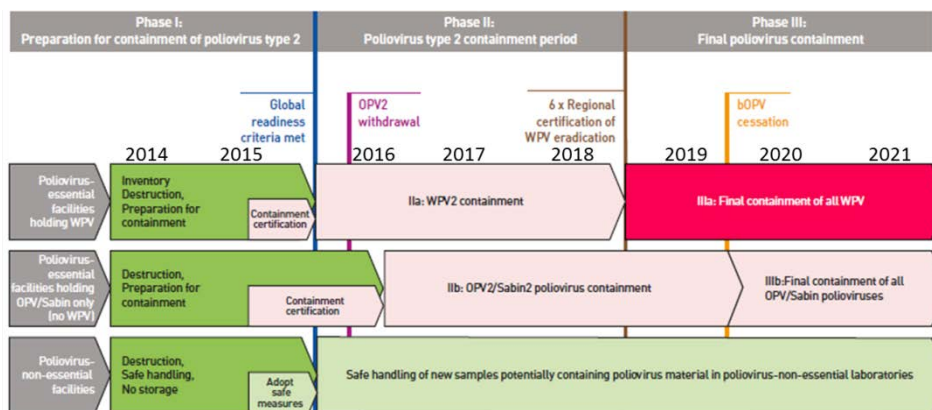 Phase I:
Preparation for containment of poliovirus type 2
Phase II:
Poliovirus type 2 containment period
Phase III:
Final poliovirus containment
Global
readiness
criteria met
OPV2
withdrawal
6 x Regional
certification of
WPV eradication
bOPV
cessation
2014
2015
2016
2017
2018
2019
2020
2021
Poliovirus-
essential
facilities
holding WPV
Inventory
Destruction,
Preparation for
containment
Containment
certification
IIa: WPV2 containment
IIIa: Final containment of all WPV
Poliovirus-
essential
facilities holding
OPV/Sabin only
(no WPV)
Destruction,
Preparation for
containment
Containment
certification
IIb: OPV2/Sabin2 poliovirus containment
IIIb:Final containment of all
OPV/Sabin polioviruses
Poliovirus-
non-essential
facilities
Destruction,
Safe handling,
No storage
Adopt
safe
measures
Safe handling of new samples potentially containing poliovirus material in poliovirus-non-essential laboratories